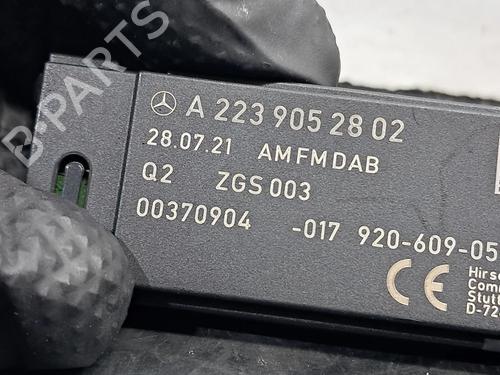 A 223 905 28 02
28.07.21 AMFMDAB
Q2 ZGS 003
00370904 -017 920-609-05
CE
B-PARTS